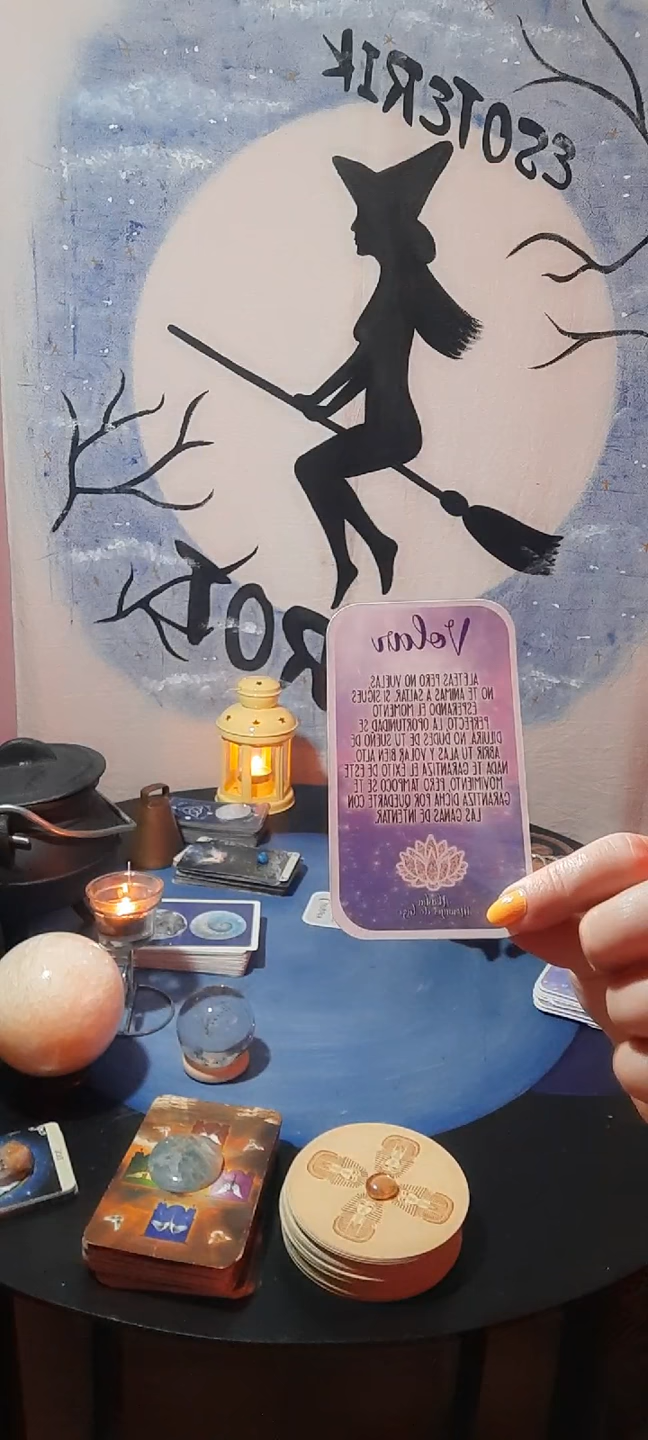 ESOTERIK
TAROT
Volar
ALETEAS PERO NO VUELAS,
NO TE ANIMAS A SALTAR. SI SIGUES
ESPERANDO EL MOMENTO
PERFECTO, LA OPORTUNIDAD SE
DILUIRÁ. NO DUDES DE TU SUEÑO DE
ABRIR TU ALAS Y VOLAR BIEN ALTO.
NADA TE GARANTIZA EL ÉXITO DE ESTE
MOVIMIENTO, PERO TAMPOCO SE TE
GARANTIZA DICHA POR QUEDARTE CON
LAS GANAS DE INTENTAR.